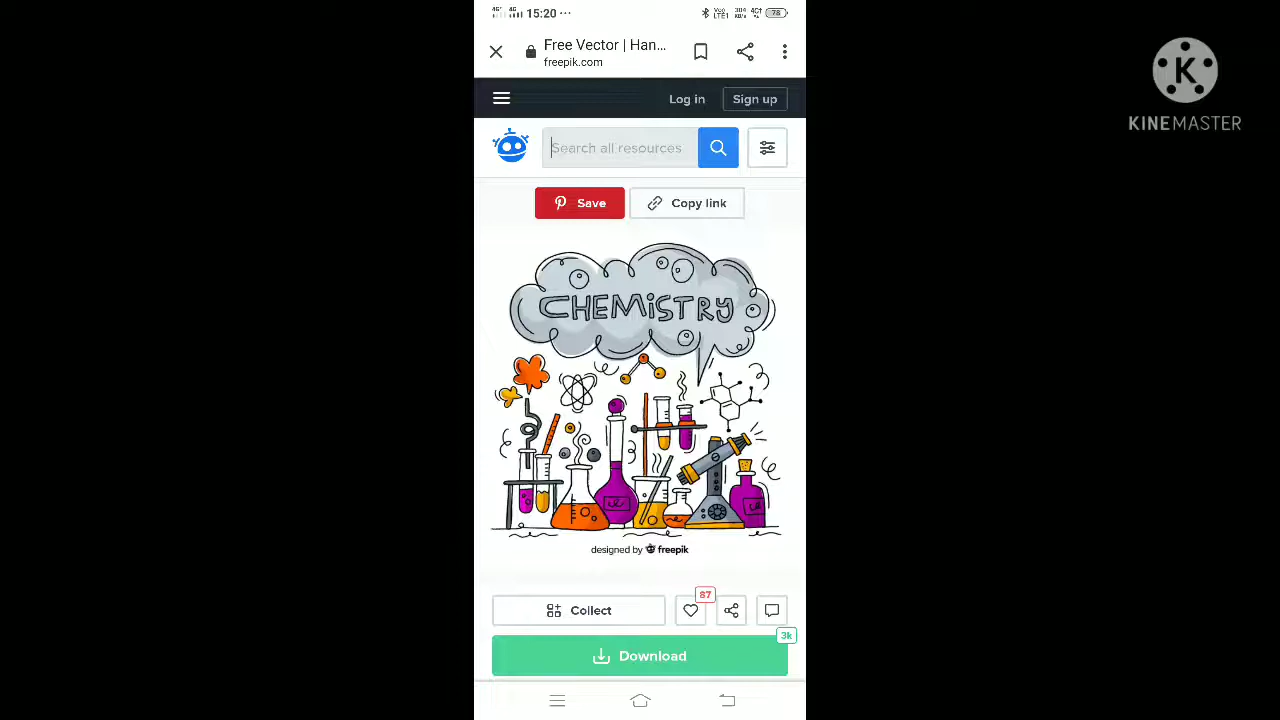 15:20
78
Free Vector | Han...
freepik.com
Log in
Sign up
K
KINEMASTER
Search all resources
Save
Copy link
CHEMiSTRY
designed by freepik
87
Collect
3k
Download